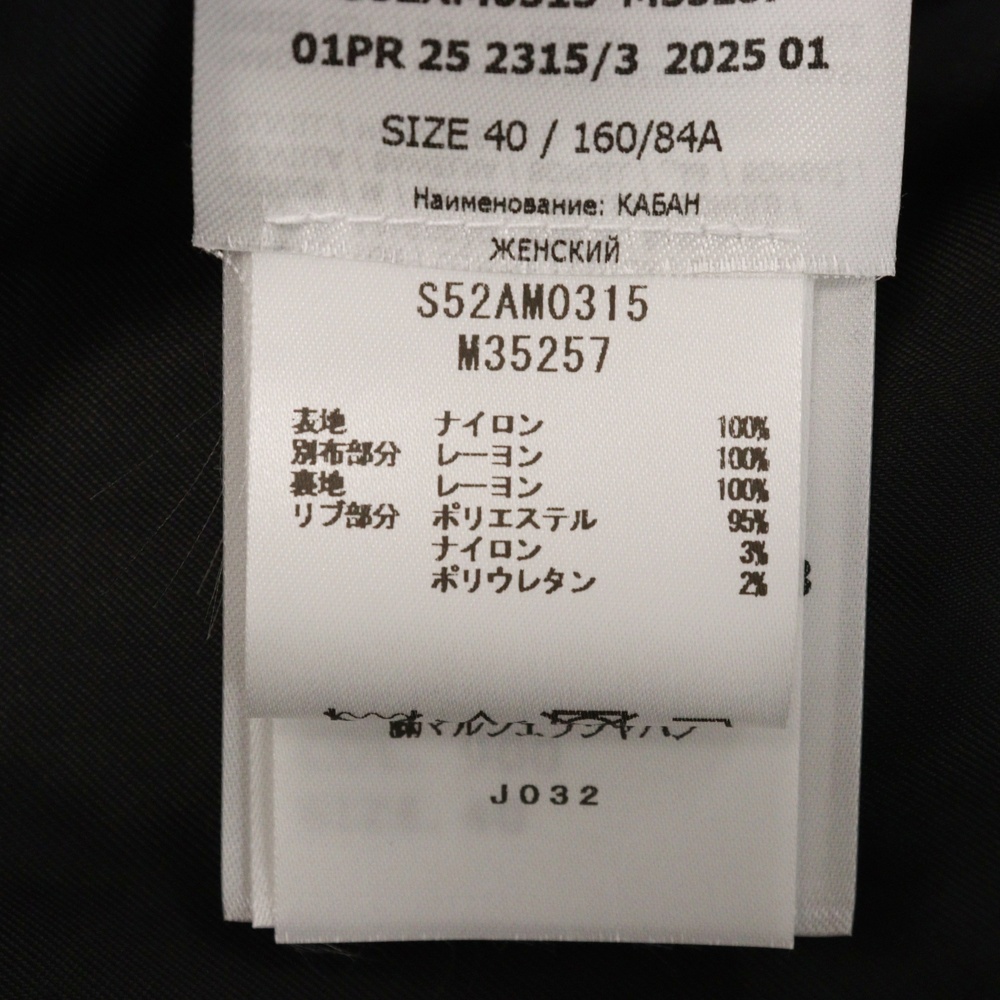 01PR 25 2315/3 2025 01
SIZE 40 / 160/84A
Наименование: КАБАН
ЖЕНСКИЙ
S52AM0315
M35257
表地 ナイロン 100%
別布部分 レーヨン 100%
裏地 レーヨン 100%
リブ部分 ポリエステル 95%
ナイロン 3%
ポリウレタン 2%
J032